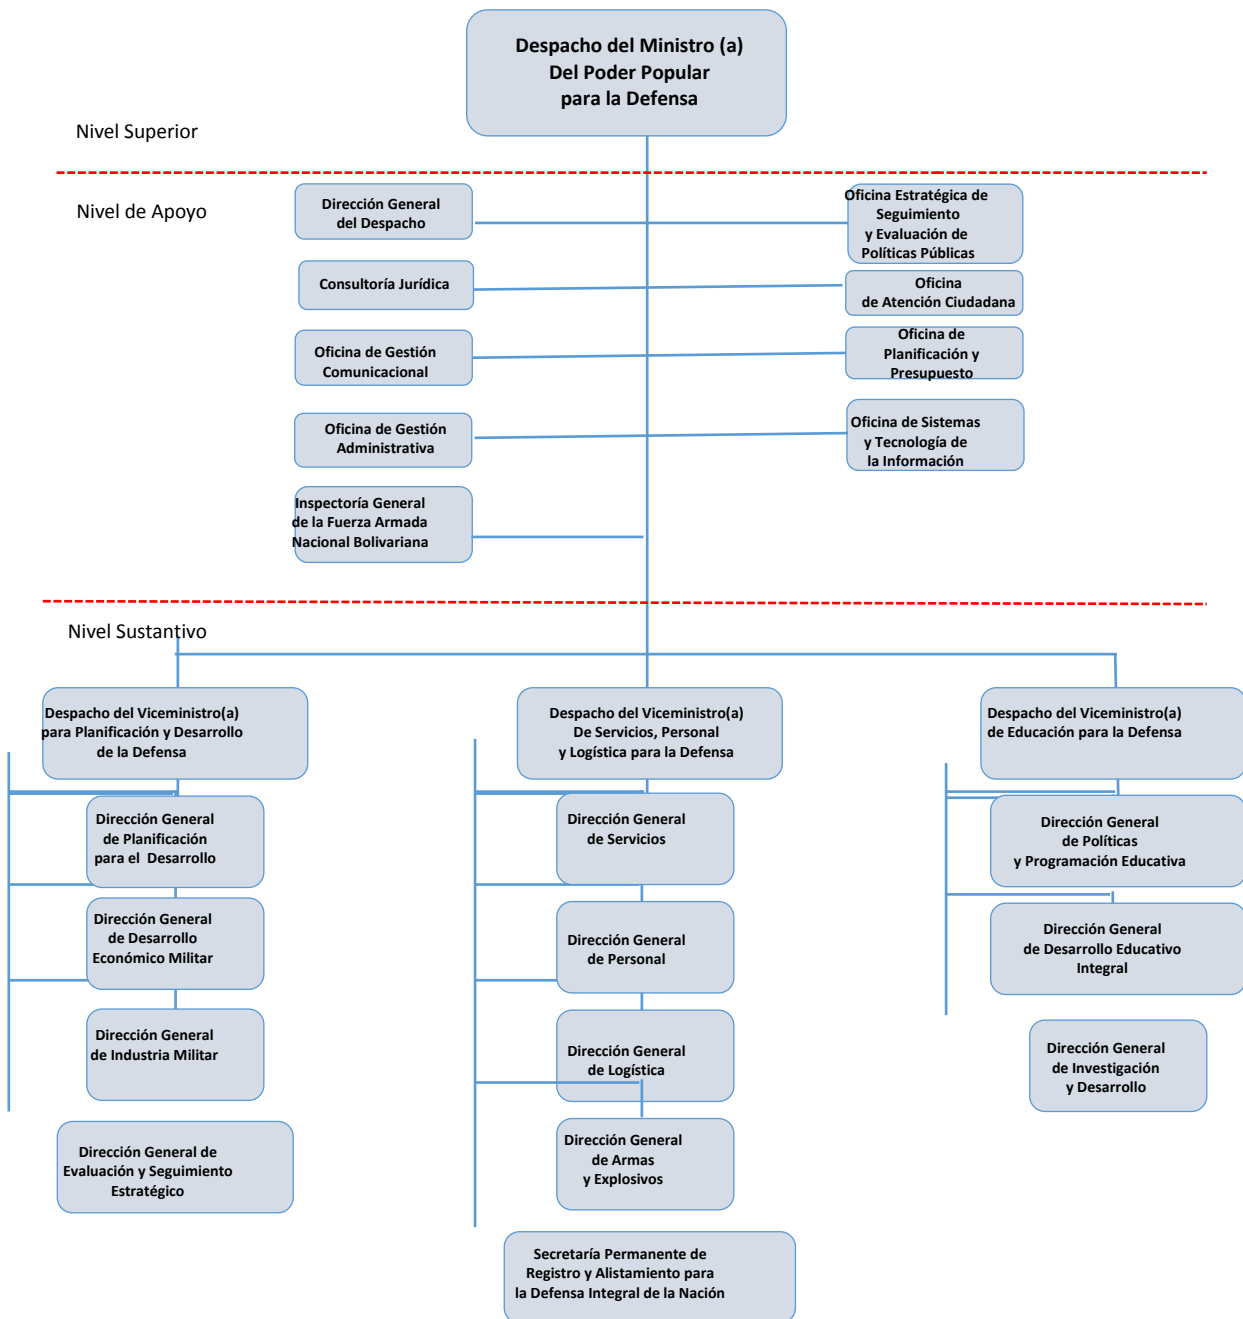 Despacho del Ministro (a)
Del Poder Popular
para la Defensa
Nivel Superior
Nivel de Apoyo
Dirección General
del Despacho
Oficina Estratégica de
Seguimiento
y Evaluación de
Políticas Públicas
Consultoría Jurídica
Oficina
de Atención Ciudadana
Oficina de Gestión
Comunicacional
Oficina de
Planificación y
Presupuesto
Oficina de Gestión
Administrativa
Oficina de Sistemas
y Tecnología de
la Información
Inspectoría General
de la Fuerza Armada
Nacional Bolivariana
Nivel Sustantivo
Despacho del Viceministro(a)
para Planificación y Desarrollo
de la Defensa
Dirección General
de Planificación
para el Desarrollo
Dirección General
de Desarrollo
Económico Militar
Dirección General
de Industria Militar
Dirección General de
Evaluación y Seguimiento
Estratégico
Despacho del Viceministro(a)
De Servicios, Personal
y Logística para la Defensa
Dirección General
de Servicios
Dirección General
de Personal
Dirección General
de Logística
Dirección General
de Armas
y Explosivos
Secretaría Permanente de
Registro y Alistamiento para
la Defensa Integral de la Nación
Despacho del Viceministro(a)
de Educación para la Defensa
Dirección General
de Políticas
y Programación Educativa
Dirección General
de Desarrollo Educativo
Integral
Dirección General
de Investigación
y Desarrollo